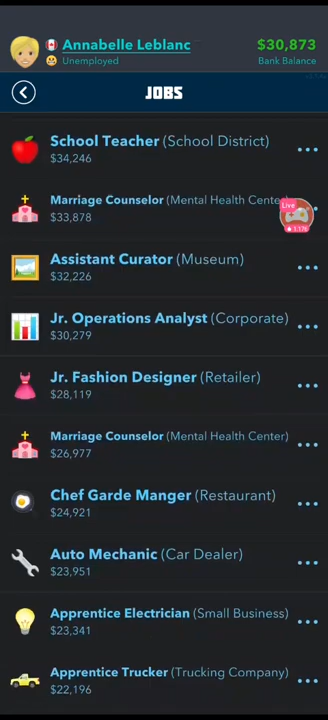 Annabelle Leblanc
$30,873
Unemployed
Bank Balance
JOBS
School Teacher (School District)
$34,246
Marriage Counselor (Mental Health Cente
$33,878
Live
Assistant Curator (Museum)
$32,226
Jr. Operations Analyst (Corporate)
$30,279
Jr. Fashion Designer (Retailer)
$28,119
Marriage Counselor (Mental Health Center)
$26,977
Chef Garde Manger (Restaurant)
$24,921
Auto Mechanic (Car Dealer)
$23,951
Apprentice Electrician (Small Business)
$23,341
Apprentice Trucker (Trucking Company)
$22,196